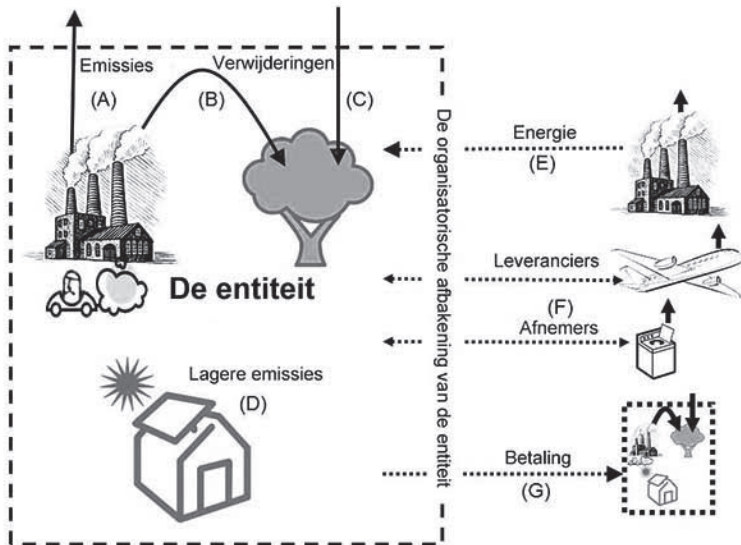 Emissies
Verwijderingen
(A)
(B)
(C)
De entiteit
Lagere emissies
(D)
De organisatorische afbakening van de entiteit
Energie
(E)
Leveranciers
(F)
Afnemers
Betaling
(G)